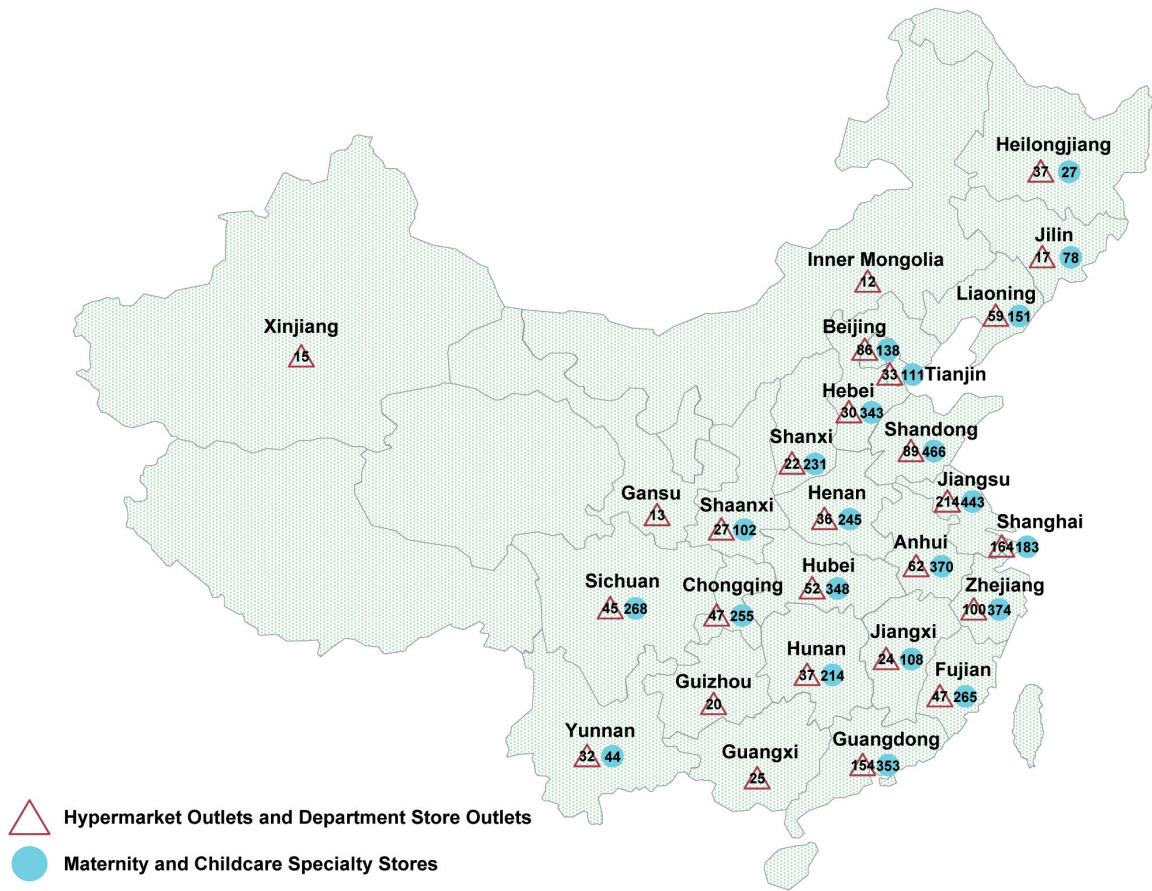 Heilongjiang
37 27
Jilin
17 78
Inner Mongolia
12
Liaoning
59 151
Xinjiang
15
Beijing
86 138
33 111 Tianjin
Hebei
30 343
Shandong
89 466
Shanxi
22 231
Jiangsu
214 443
Gansu
13
Shaanxi
27 102
Henan
36 245
Shanghai
164 183
Anhui
62 370
Hubei
52 348
Sichuan
45 268
Chongqing
47 255
Zhejiang
100 374
Jiangxi
24 108
Hunan
37 214
Fujian
47 265
Guizhou
20
Yunnan
32 44
Guangxi
25
Guangdong
154 353
Hypermarket Outlets and Department Store Outlets
Maternity and Childcare Specialty Stores